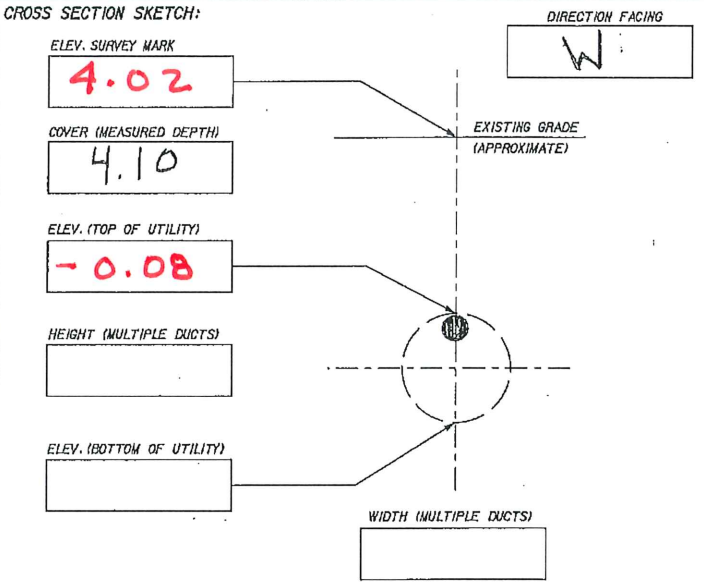 CROSS SECTION SKETCH:
DIRECTION FACING
W
ELEV. SURVEY MARK
4.02
EXISTING GRADE
(APPROXIMATE)
COVER (MEASURED DEPTH)
4.10
ELEV. (TOP OF UTILITY)
- 0.08
HEIGHT (MULTIPLE DUCTS)
ELEV. (BOTTOM OF UTILITY)
WIDTH (MULTIPLE DUCTS)